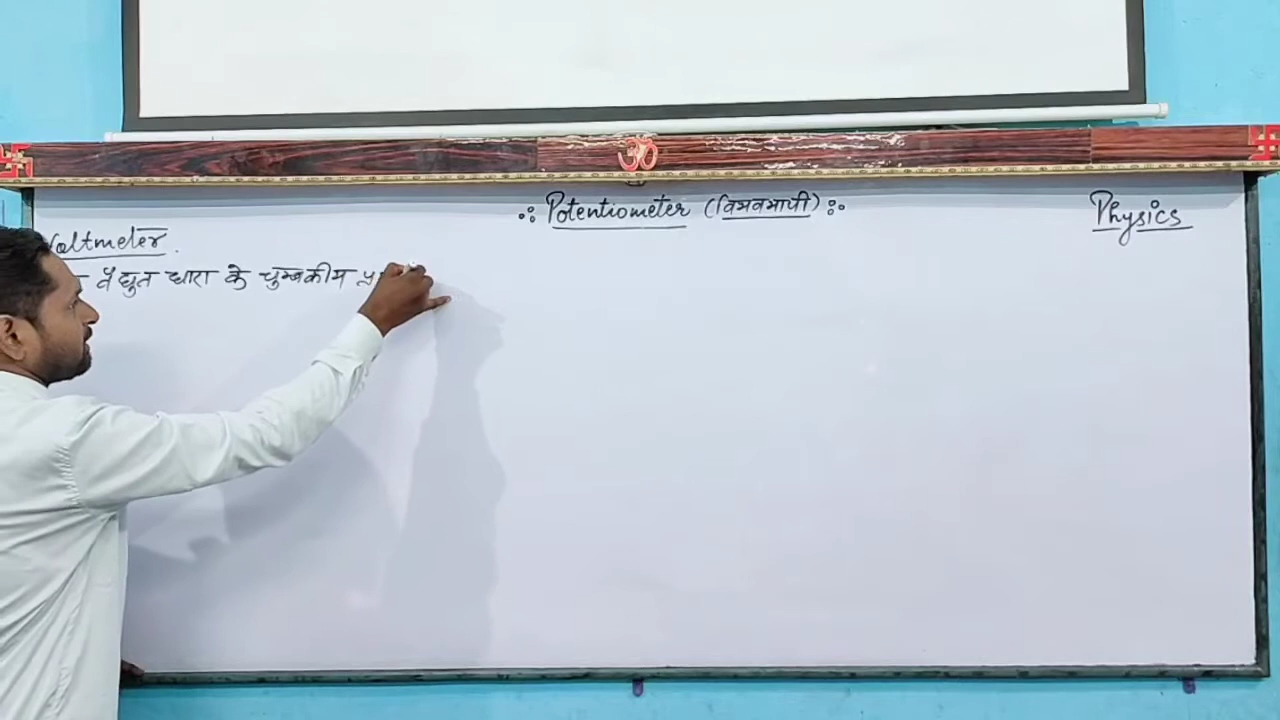 ∴ Potentiometer (विभवमापी) ∴
Physics
Voltmeter.
- वैद्युत धारा के चुम्बकीय